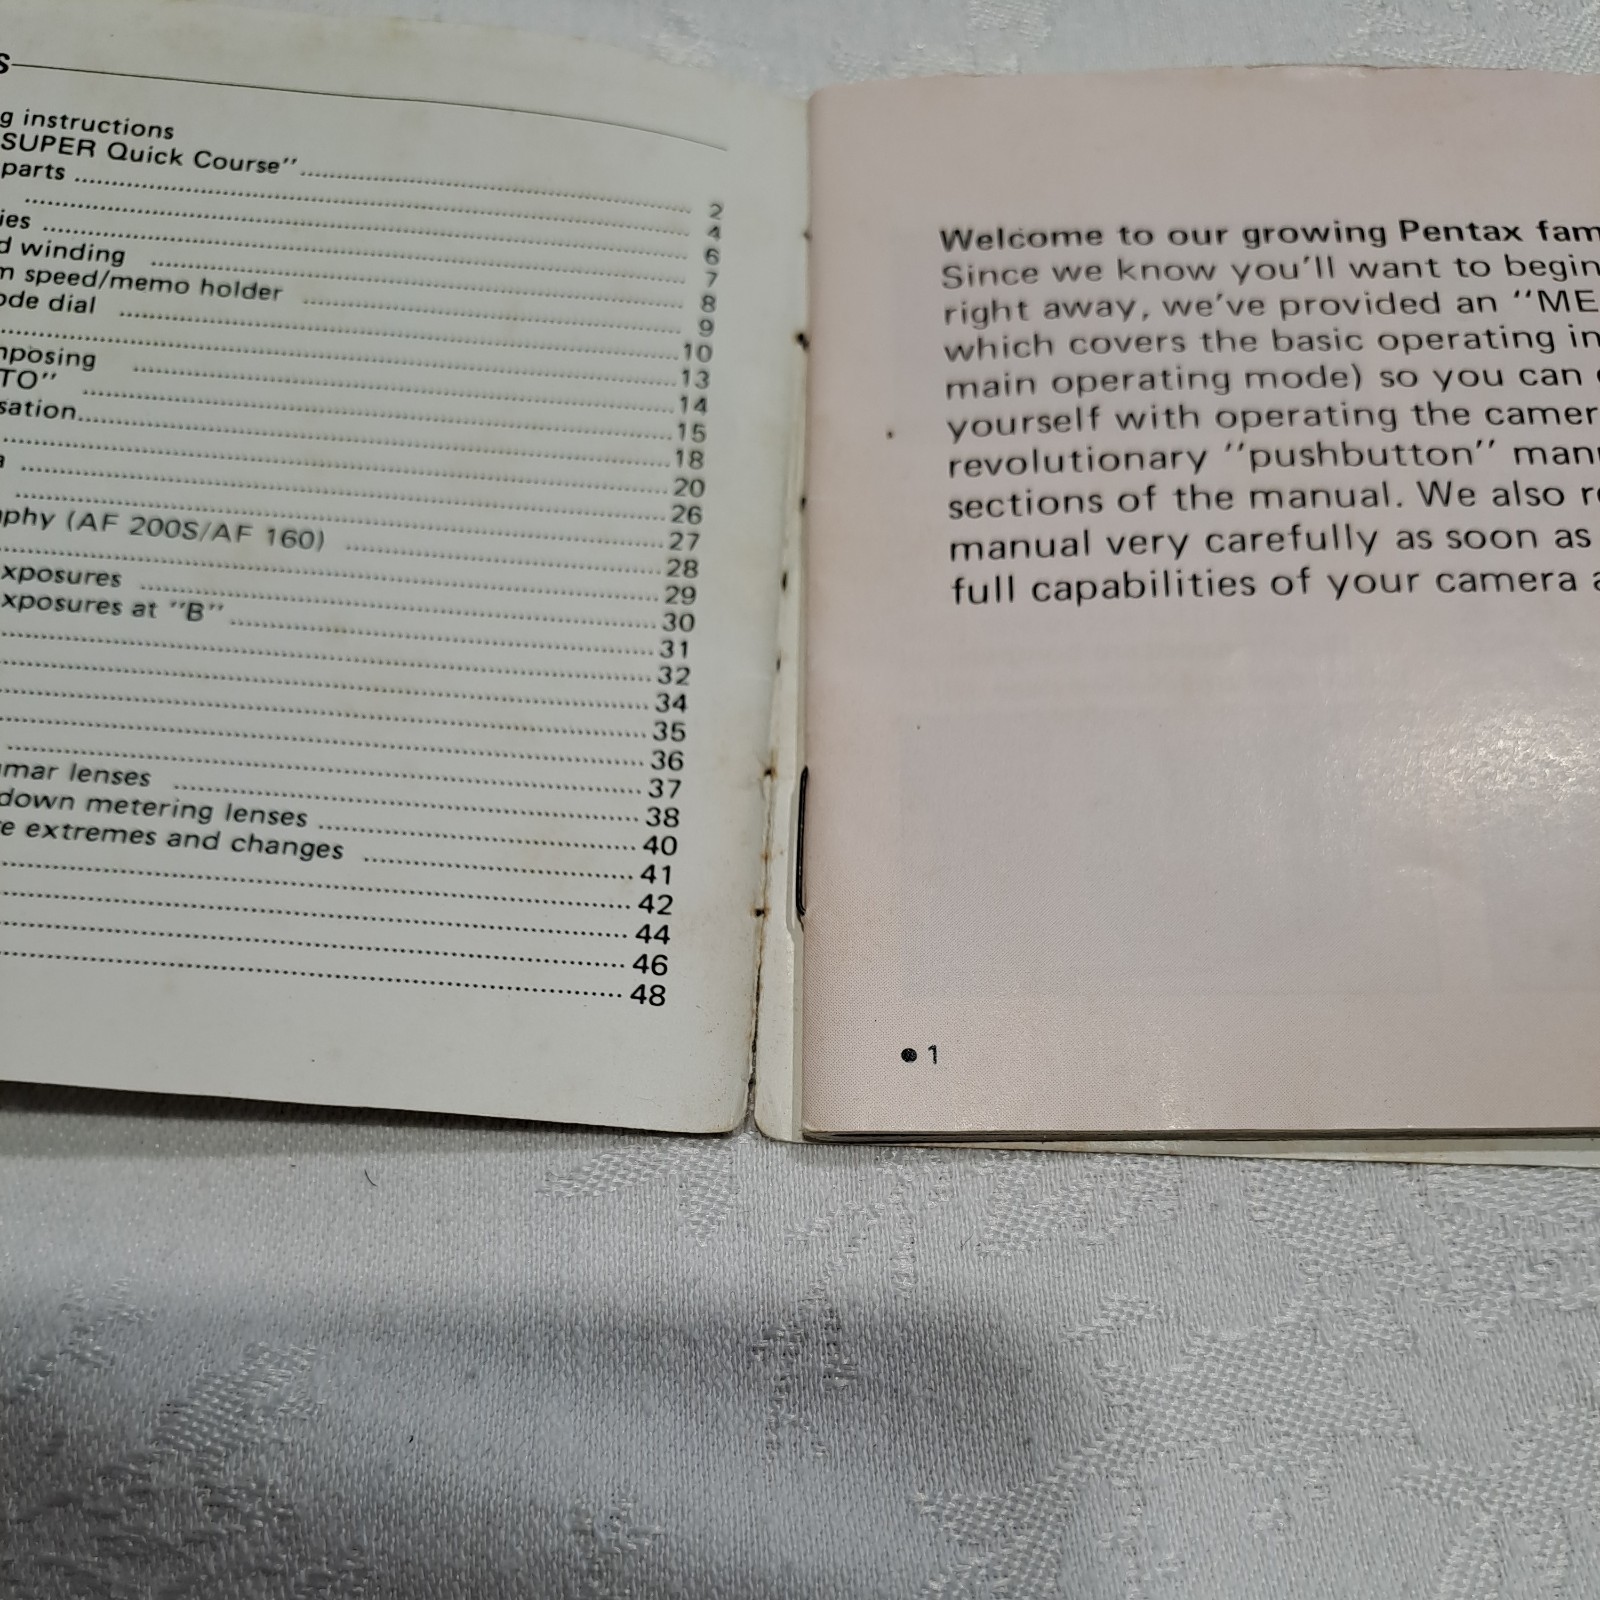 S
g instructions
SUPER Quick Course" 2
parts 4
6
ies 7
d winding 8
m speed/memo holder 9
ode dial 10
13
mposing 14
TO" 15
sation 18
20
a 26
27
aphy (AF 200S/AF 160) 28
29
xposures 30
xposures at "B" 31
32
34
35
36
37
umar lenses 38
down metering lenses 40
re extremes and changes 41
42
44
46
48
Welcome to our growing Pentax fam
Since we know you'll want to begin
right away, we've provided an "ME
which covers the basic operating in
main operating mode) so you can
yourself with operating the camer
revolutionary "pushbutton" man
sections of the manual. We also r
manual very carefully as soon as
full capabilities of your camera a
● 1